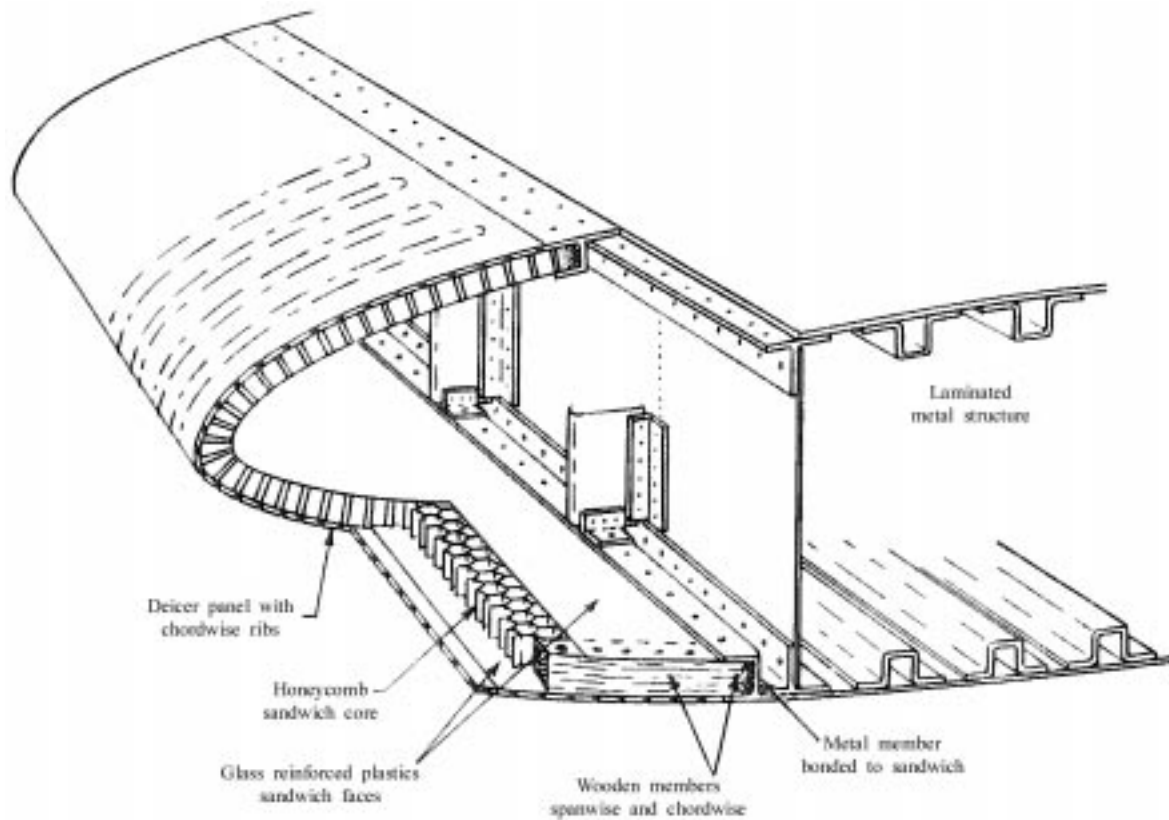 Laminated
metal structure
Deicer panel with
chordwise ribs
Honeycomb
sandwich core
Glass reinforced plastics
sandwich faces
Wooden members
spanwise and chordwise
Metal member
bonded to sandwich